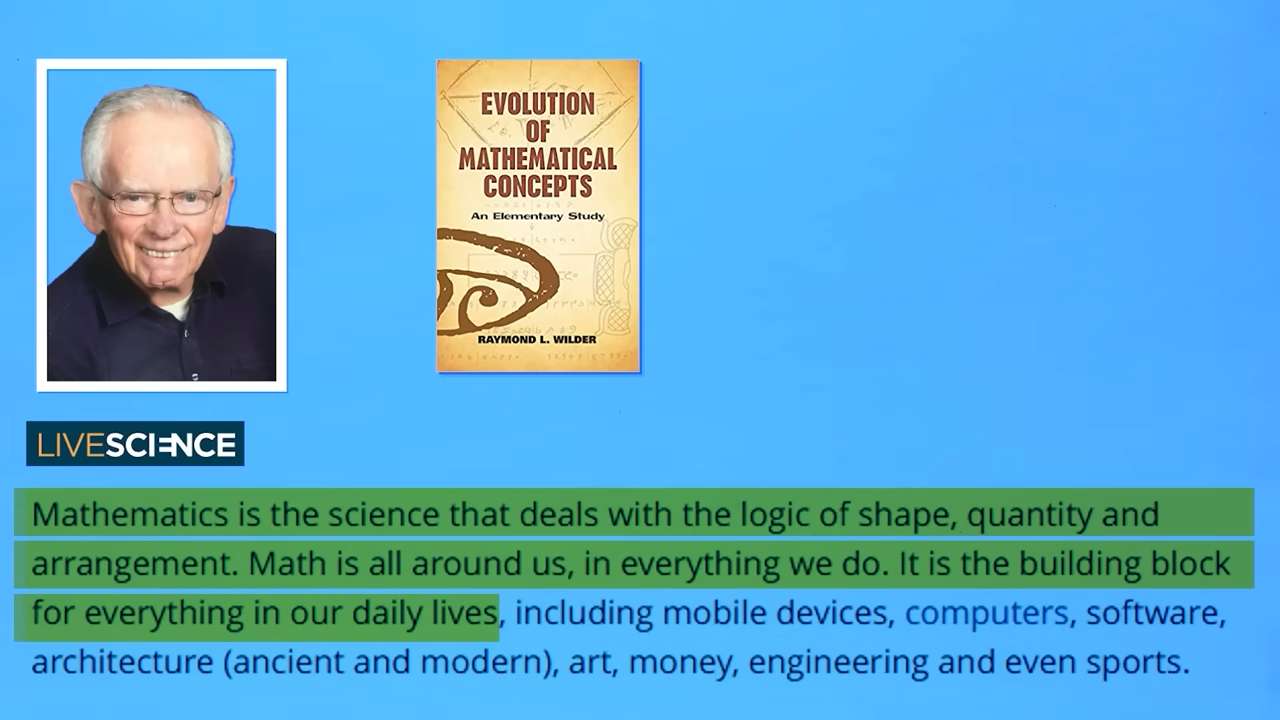 EVOLUTION
OF
MATHEMATICAL
CONCEPTS
An Elementary Study
RAYMOND L. WILDER
LIVESCIENCE
Mathematics is the science that deals with the logic of shape, quantity and
arrangement. Math is all around us, in everything we do. It is the building block
for everything in our daily lives, including mobile devices, computers, software,
architecture (ancient and modern), art, money, engineering and even sports.